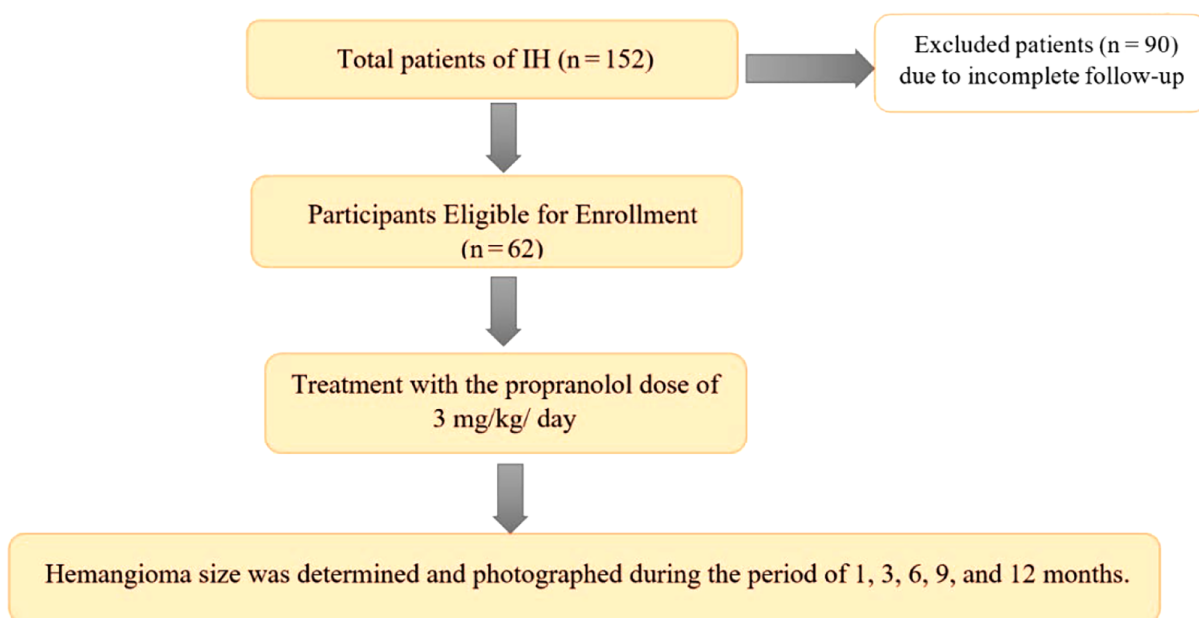 Total patients of IH (n = 152)
Excluded patients (n = 90)
due to incomplete follow-up
Participants Eligible for Enrollment
(n = 62)
Treatment with the propranolol dose of
3 mg/kg/ day
Hemangioma size was determined and photographed during the period of 1, 3, 6, 9, and 12 months.